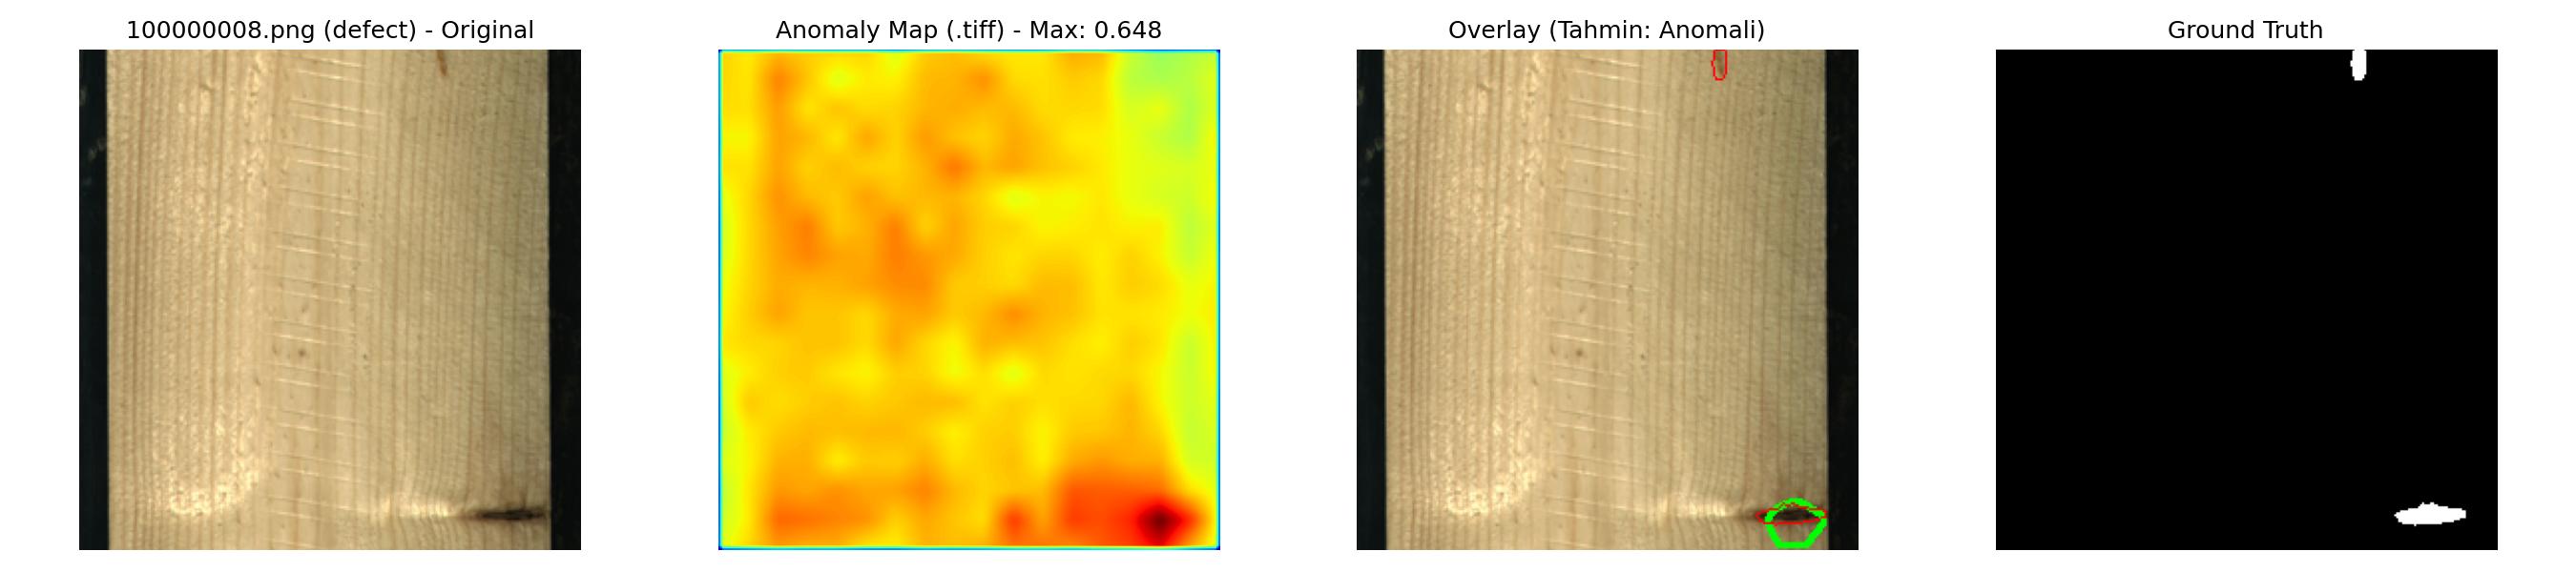 100000008.png (defect) - Original
Anomaly Map (.tiff) - Max: 0.648
Overlay (Tahmin: Anomali)
Ground Truth